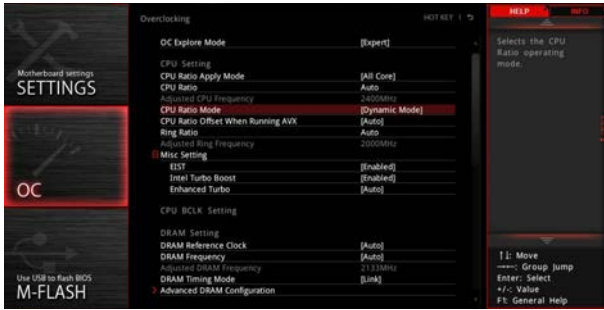 Motherboard settings
SETTINGS
OC
Use USB to flash BIOS
M-FLASH
Overclocking
HOT KEY
OC Explore Mode [Expert]
CPU Setting
CPU Ratio Apply Mode [All Core]
CPU Ratio Auto
Adjusted CPU Frequency 2400MHz
CPU Ratio Mode [Dynamic Mode]
CPU Ratio Offset When Running AVX [Auto]
Ring Ratio Auto
Adjusted Ring Frequency 2000MHz
Misc Setting
EIST [Enabled]
Intel Turbo Boost [Enabled]
Enhanced Turbo [Auto]
CPU BCLK Setting
DRAM Setting
DRAM Reference Clock [Auto]
DRAM Frequency [Auto]
Adjusted DRAM Frequency 2133MHz
DRAM Timing Mode [Link]
Advanced DRAM Configuration
HELP
INFO
Selects the CPU
Ratio operating
mode.
↑↓: Move
→←: Group Jump
Enter: Select
+/-: Value
F1: General Help